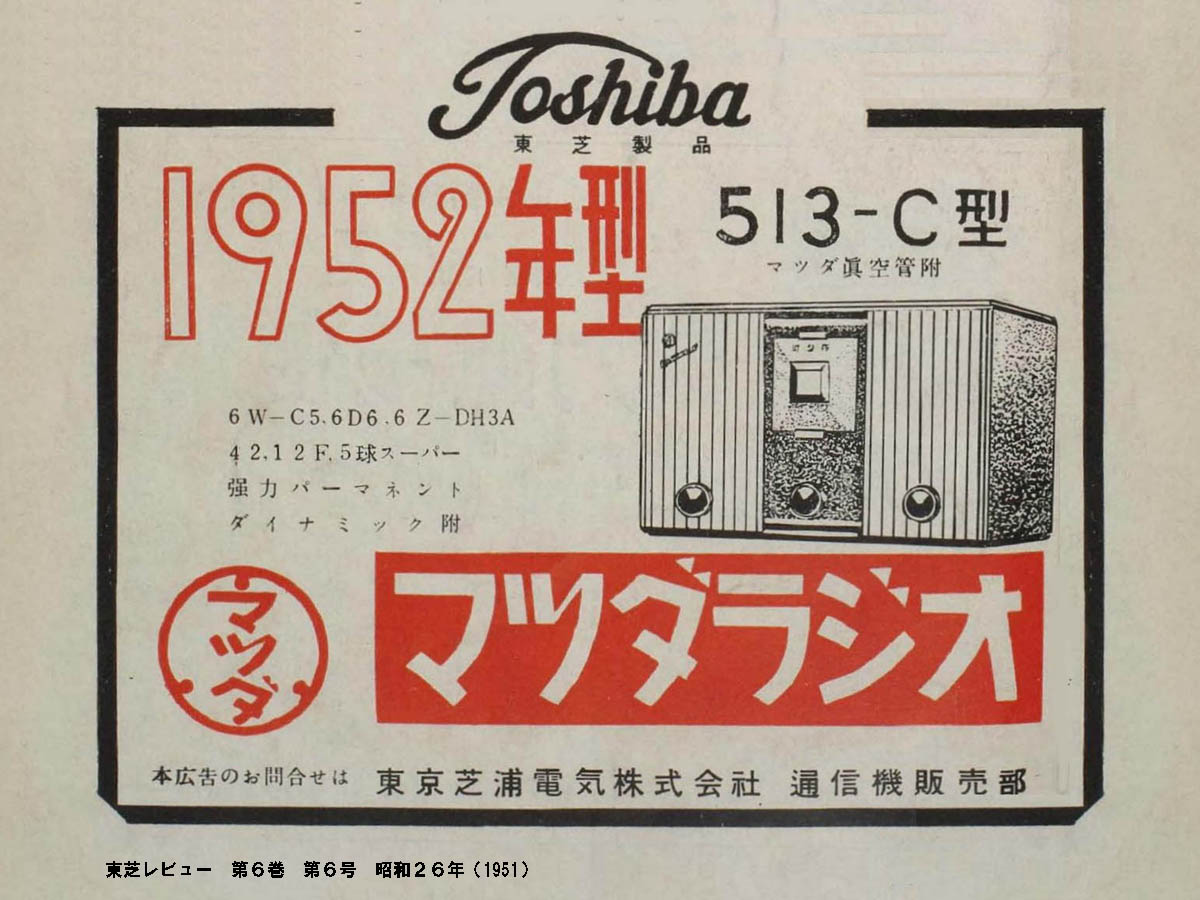 Toshiba
東芝製品
1952年型
513-C型
マツダ眞空管附
6W-C5.6D6.6Z-DH3A
42.12F.5球スーパー
强力パーマネント
ダイナミック附
マツダ
マツダラジオ
本広告のお問合せは 東京芝浦電気株式会社 通信機販売部
東芝レビュー 第6巻 第6号 昭和26年(1951)